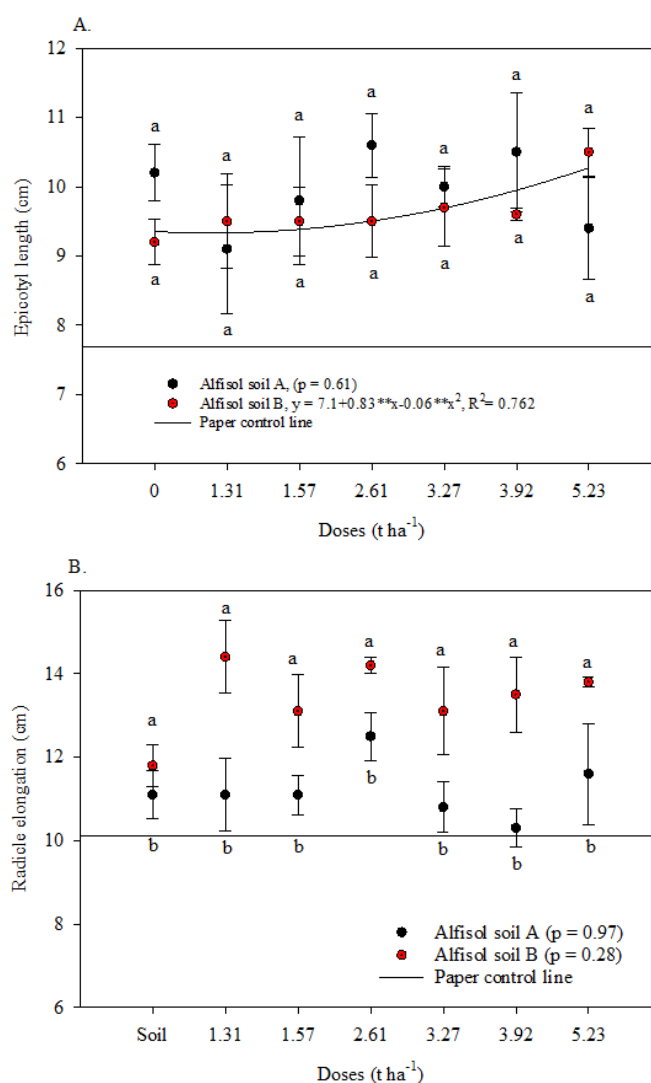 A.
12
a a a a a a a
11
10
9
a a a a a a a
8
7
6
Epicotyl length (cm)
Alfisol soil A, (p = 0.61)
Alfisol soil B, y = 7.1+0.83**x-0.06**x², R²= 0.762
Paper control line
0 1.31 1.57 2.61 3.27 3.92 5.23
Doses (t ha⁻¹)
B.
16
a a a a a a a
14
12
10
b b b b b b b
8
6
Radicle elongation (cm)
Alfisol soil A (p = 0.97)
Alfisol soil B (p = 0.28)
Paper control line
Soil 1.31 1.57 2.61 3.27 3.92 5.23
Doses (t ha⁻¹)